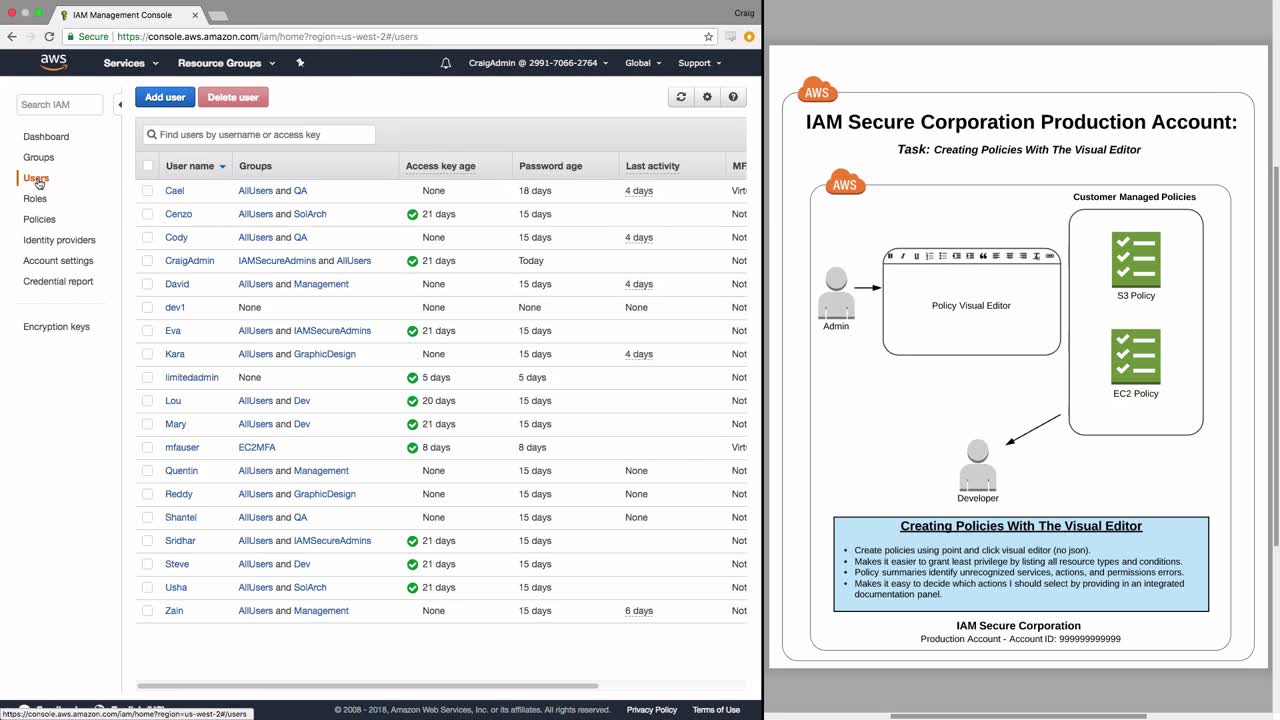 IAM Management Console
Craig
Secure https://console.aws.amazon.com/iam/home?region=us-west-2#/users
aws Services Resource Groups CraigAdmin @ 2991-7066-2764 Global Support
Search IAM
Dashboard
Groups
Users
Roles
Policies
Identity providers
Account settings
Credential report
Encryption keys
Add user Delete user
Find users by username or access key
User name Groups Access key age Password age Last activity MF
Cael AllUsers and QA None 18 days 4 days Virt
Cenzo AllUsers and SolArch 21 days 15 days Not
Cody AllUsers and QA None 15 days 4 days Not
CraigAdmin IAMSecureAdmins and AllUsers 21 days Today Not
David AllUsers and Management None 15 days 4 days Not
dev1 None None None None Not
Eva AllUsers and IAMSecureAdmins 21 days 15 days Not
Kara AllUsers and GraphicDesign None 15 days 4 days Not
limitedadmin None 5 days 5 days Not
Lou AllUsers and Dev 20 days 15 days Not
Mary AllUsers and Dev 21 days 15 days Not
mfauser EC2MFA 8 days 8 days Virt
Quentin AllUsers and Management None 15 days None Not
Reddy AllUsers and GraphicDesign None 15 days None Not
Shantel AllUsers and QA None 15 days None Not
Sridhar AllUsers and IAMSecureAdmins 21 days 15 days Not
Steve AllUsers and Dev 21 days 15 days Not
Usha AllUsers and SolArch 21 days 15 days Not
Zain AllUsers and Management None 15 days 6 days Not
https://console.aws.amazon.com/iam/home?region=us-west-2#/users
© 2008 - 2018, Amazon Web Services, Inc. or its affiliates. All rights reserved. Privacy Policy Terms of Use
AWS
IAM Secure Corporation Production Account:
Task: Creating Policies With The Visual Editor
AWS
Customer Managed Policies
B I U
Policy Visual Editor
Admin
S3 Policy
EC2 Policy
Developer
Creating Policies With The Visual Editor
• Create policies using point and click visual editor (no json).
• Makes it easier to grant least privilege by listing all resource types and conditions.
• Policy summaries identify unrecognized services, actions, and permissions errors.
• Makes it easy to decide which actions I should select by providing in an integrated
documentation panel.
IAM Secure Corporation
Production Account - Account ID: 999999999999